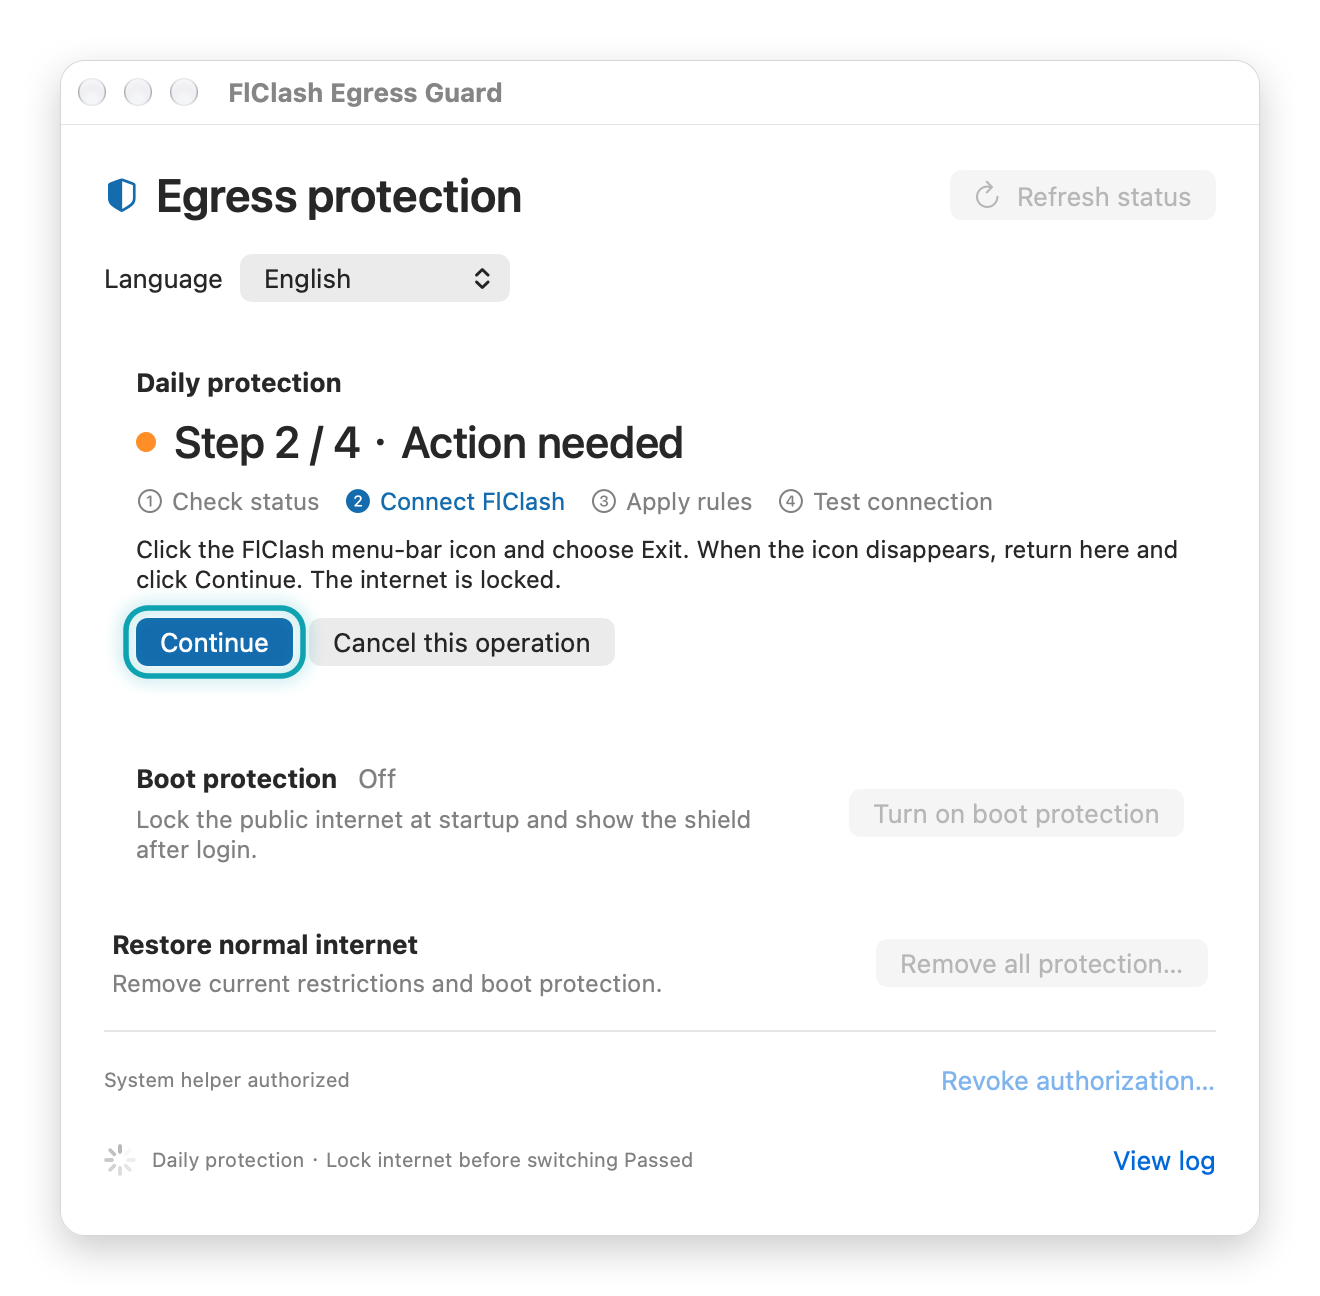 FlClash Egress Guard
Egress protection
Refresh status
Language
English
Daily protection
Step 2 / 4 · Action needed
1 Check status 2 Connect FlClash 3 Apply rules 4 Test connection
Click the FlClash menu-bar icon and choose Exit. When the icon disappears, return here and
click Continue. The internet is locked.
Continue
Cancel this operation
Boot protection Off
Lock the public internet at startup and show the shield
after login.
Turn on boot protection
Restore normal internet
Remove current restrictions and boot protection.
Remove all protection...
System helper authorized
Revoke authorization...
Daily protection · Lock internet before switching Passed
View log